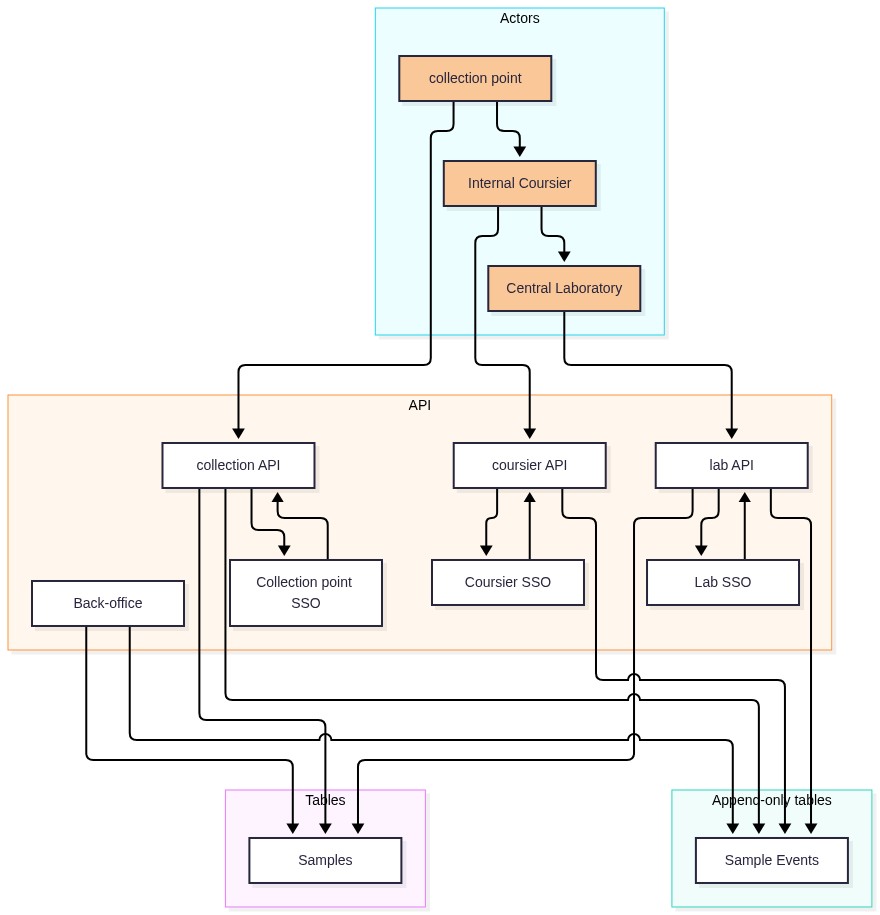 Actors
collection point
Internal Coursier
Central Laboratory
API
collection API
coursier API
lab API
Collection point
SSO
Coursier SSO
Lab SSO
Back-office
Tables
Append-only tables
Samples
Sample Events